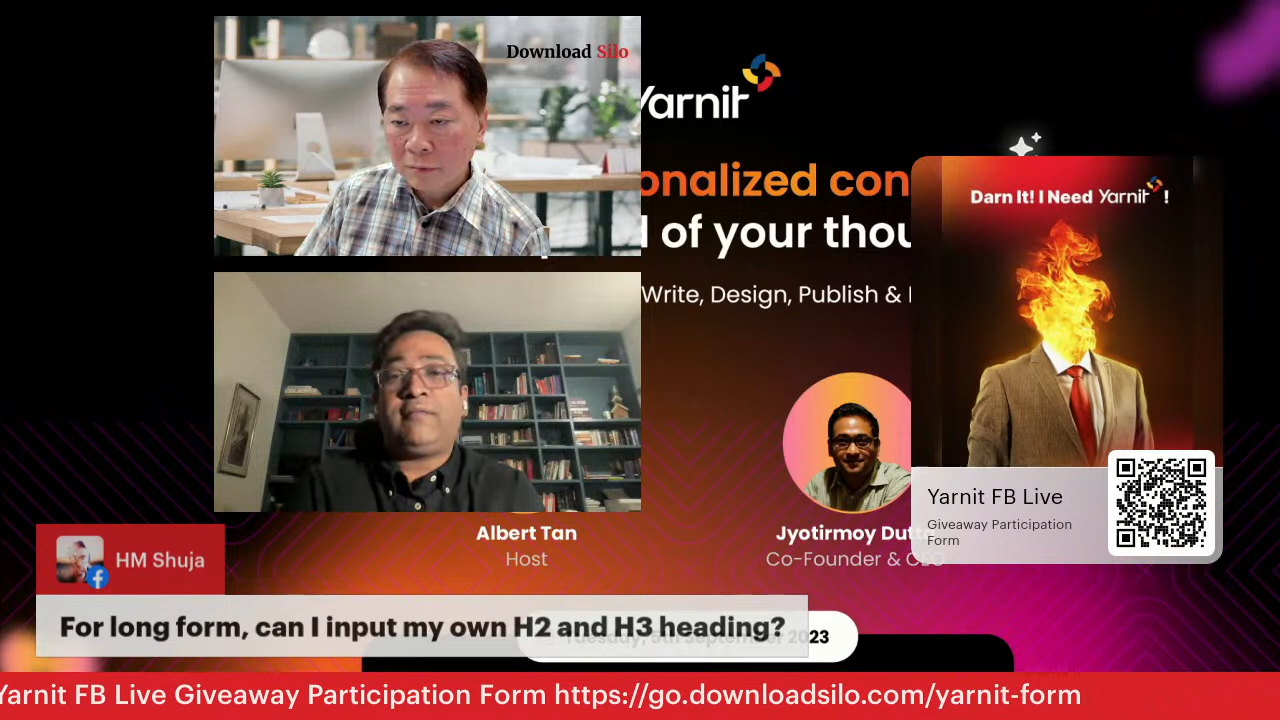 Download Silo
Yarnit
onalized con
of your thou
Write, Design, Publish &
Darn It! I Need Yarnit!
Albert Tan
Host
Jyotirmoy Dutta
Co-Founder & CEO
Yarnit FB Live
Giveaway Participation
Form
HM Shuja
For long form, can I input my own H2 and H3 heading?
2023
Yarnit FB Live Giveaway Participation Form https://go.downloadsilo.com/yarnit-form